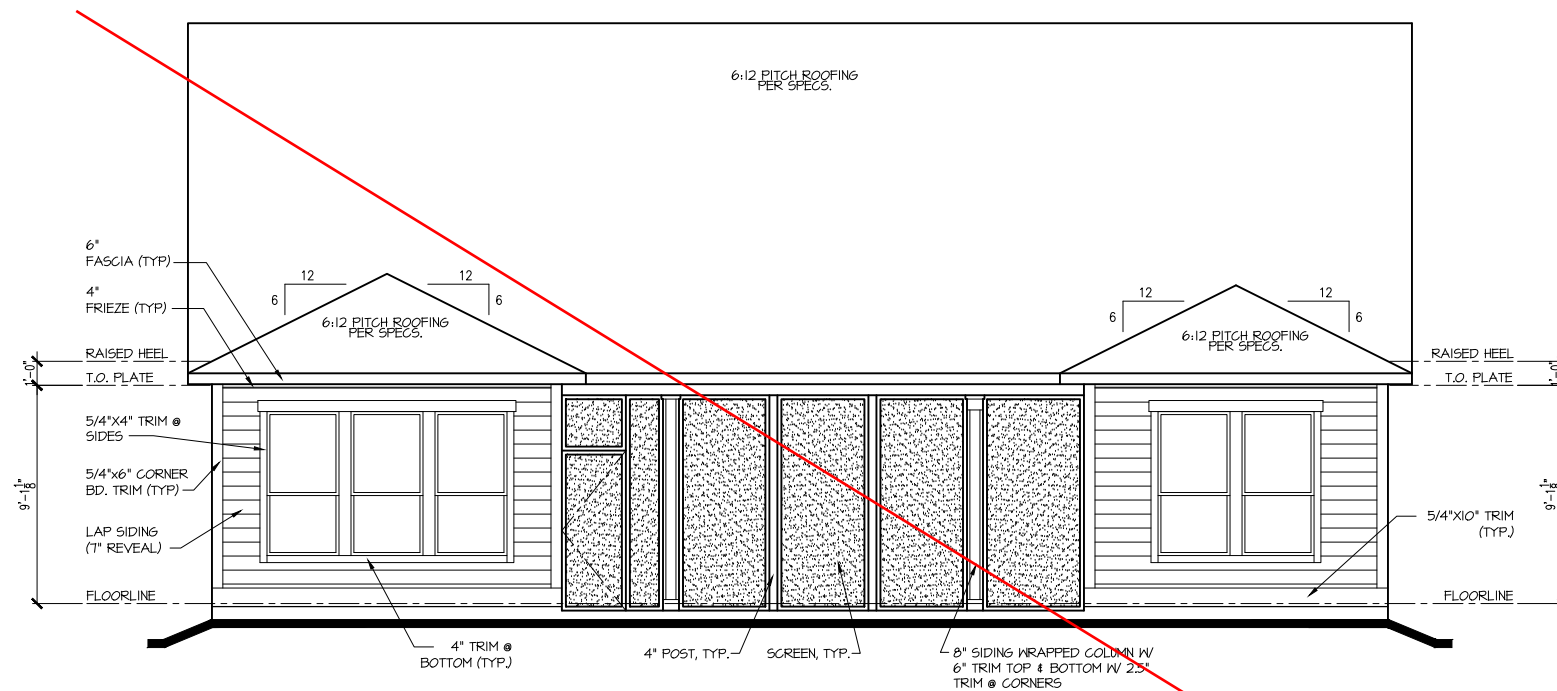 6:12 PITCH ROOFING
PER SPECS.
6"
FASCIA (TYP)
12
12
6
6
4"
FRIEZE (TYP)
6:12 PITCH ROOFING
PER SPECS.
12
12
6
6
6:12 PITCH ROOFING
PER SPECS.
RAISED HEEL
1'-0"
T.O. PLATE
RAISED HEEL
1'-0"
T.O. PLATE
5/4"X4" TRIM @
SIDES
5/4"x6" CORNER
BD. TRIM (TYP)
9'-1 1/8"
LAP SIDING
(7" REVEAL)
FLOORLINE
9'-1 1/8"
5/4"X10" TRIM
(TYP.)
FLOORLINE
4" TRIM @
BOTTOM (TYP.)
4" POST, TYP.
SCREEN, TYP.
8" SIDING WRAPPED COLUMN W/
6" TRIM TOP & BOTTOM W/ 2.5"
TRIM @ CORNERS